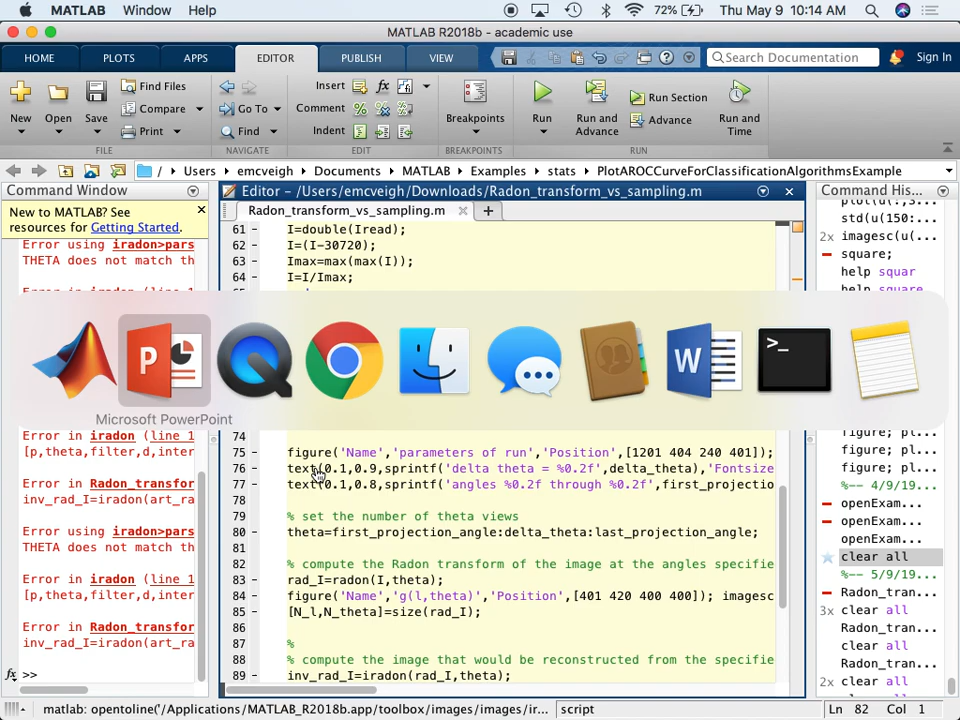 MATLAB Window Help 72% Thu May 9 10:14 AM
MATLAB R2018b - academic use
HOME PLOTS APPS EDITOR PUBLISH VIEW Search Documentation Sign In
New Open Save Find Files Compare Print
Go To Find
Insert Comment Indent fx
Breakpoints Run Run and Advance Run Section Advance Run and Time
FILE NAVIGATE EDIT BREAKPOINTS RUN
/ Users emcveigh Documents MATLAB Examples stats PlotAROCCurveForClassificationAlgorithmsExample
Command Window
New to MATLAB? See
resources for Getting Started.
Error using iradon>pars
THETA does not match th
Error in iradon (line 1
[p,theta,filter,d,inter
Error in Radon_transfor
inv_rad_I=iradon(art_ra
Error using iradon>pars
THETA does not match th
Error in iradon (line 1
[p,theta,filter,d,inter
Error in Radon_transfor
inv_rad_I=iradon(art_ra
fx >>
Editor - /Users/emcveigh/Downloads/Radon_transform_vs_sampling.m
Radon_transform_vs_sampling.m
61 - I=double(Iread);
62 - I=(I-30720);
63 - Imax=max(max(I));
64 - I=I/Imax;
Microsoft PowerPoint
74
75 - figure('Name','parameters of run','Position',[1201 404 240 401]);
76 - text(0.1,0.9,sprintf('delta theta = %0.2f',delta_theta),'Fontsize
77 - text(0.1,0.8,sprintf('angles %0.2f through %0.2f',first_projectio
78
79 % set the number of theta views
80 - theta=first_projection_angle:delta_theta:last_projection_angle;
81
82 % compute the Radon transform of the image at the angles specifie
83 - rad_I=radon(I,theta);
84 - figure('Name','g(l,theta)','Position',[401 420 400 400]); imagesc
85 - [N_l,N_theta]=size(rad_I);
86
87 %
88 % compute the image that would be reconstructed from the specifie
89 - inv_rad_I=iradon(rad_I,theta);
Command His...
plot(u(:,3...
std(u(150:
2x imagesc(u(...
square;
help squar
figure; pl...
figure; pl...
%-- 4/9/19...
openExam...
openExam...
openExam...
clear all
%-- 5/9/19...
Radon_tran...
3x clear all
Radon_tran...
clear all
Radon_tran...
2x clear all
matlab: opentoline('/Applications/MATLAB_R2018b.app/toolbox/images/images/ir... script Ln 82 Col 1